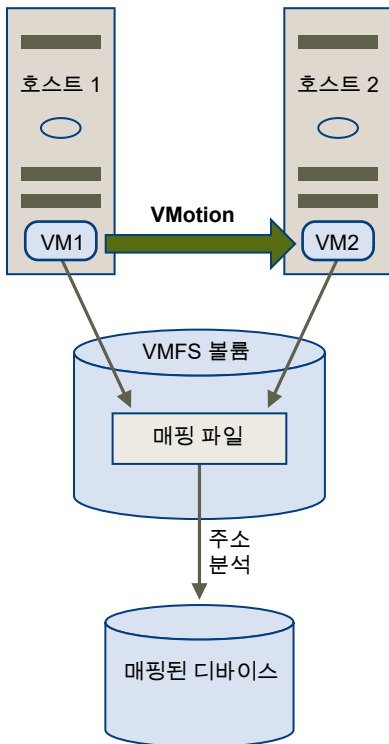 호스트 1
호스트 2
VMotion
VM1
VM2
VMFS 볼륨
매핑 파일
주소
분석
매핑된 디바이스